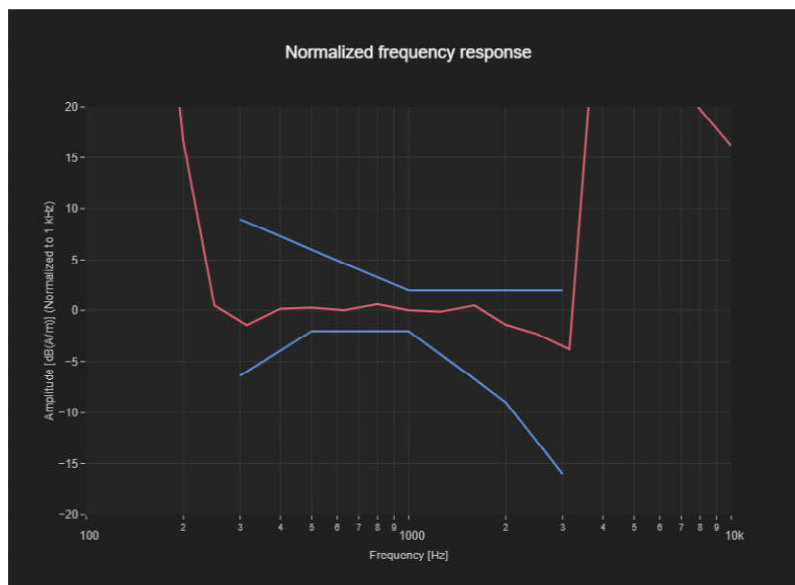 Normalized frequency response
Amplitude [dB(A/m)] (Normalized to 1 kHz)
20
15
10
5
0
−5
−10
−15
−20
100 2 3 4 5 6 7 8 9 1000 2 3 4 5 6 7 8 9 10k
Frequency [Hz]